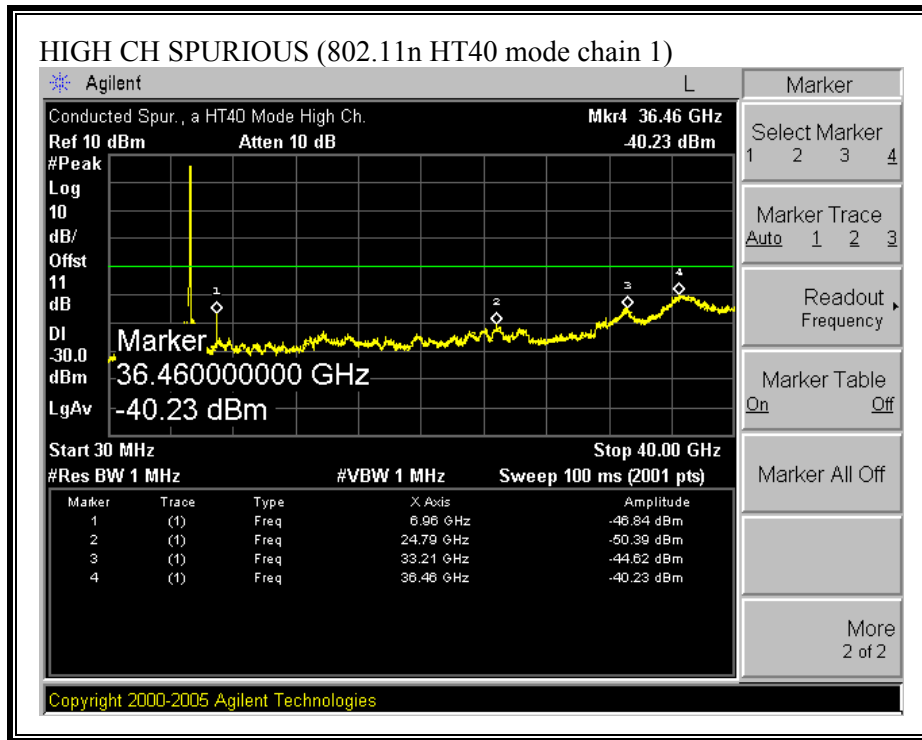 HIGH CH SPURIOUS (802.11n HT40 mode chain 1)
Agilent L
Conducted Spur., a HT40 Mode High Ch. Mkr4 36.46 GHz
Ref 10 dBm Atten 10 dB -40.23 dBm
#Peak
Log
10
dB/
Offst
11
dB
DI
-30.0
dBm
LgAv
1
2
3
4
Marker
36.460000000 GHz
-40.23 dBm
Start 30 MHz Stop 40.00 GHz
#Res BW 1 MHz #VBW 1 MHz Sweep 100 ms (2001 pts)
Marker Trace Type X Axis Amplitude
1 (1) Freq 6.96 GHz -46.84 dBm
2 (1) Freq 24.79 GHz -50.39 dBm
3 (1) Freq 33.21 GHz -44.62 dBm
4 (1) Freq 36.46 GHz -40.23 dBm
Copyright 2000-2005 Agilent Technologies
Marker
Select Marker
1 2 3 4
Marker Trace
Auto 1 2 3
Readout
Frequency
Marker Table
On Off
Marker All Off
More
2 of 2